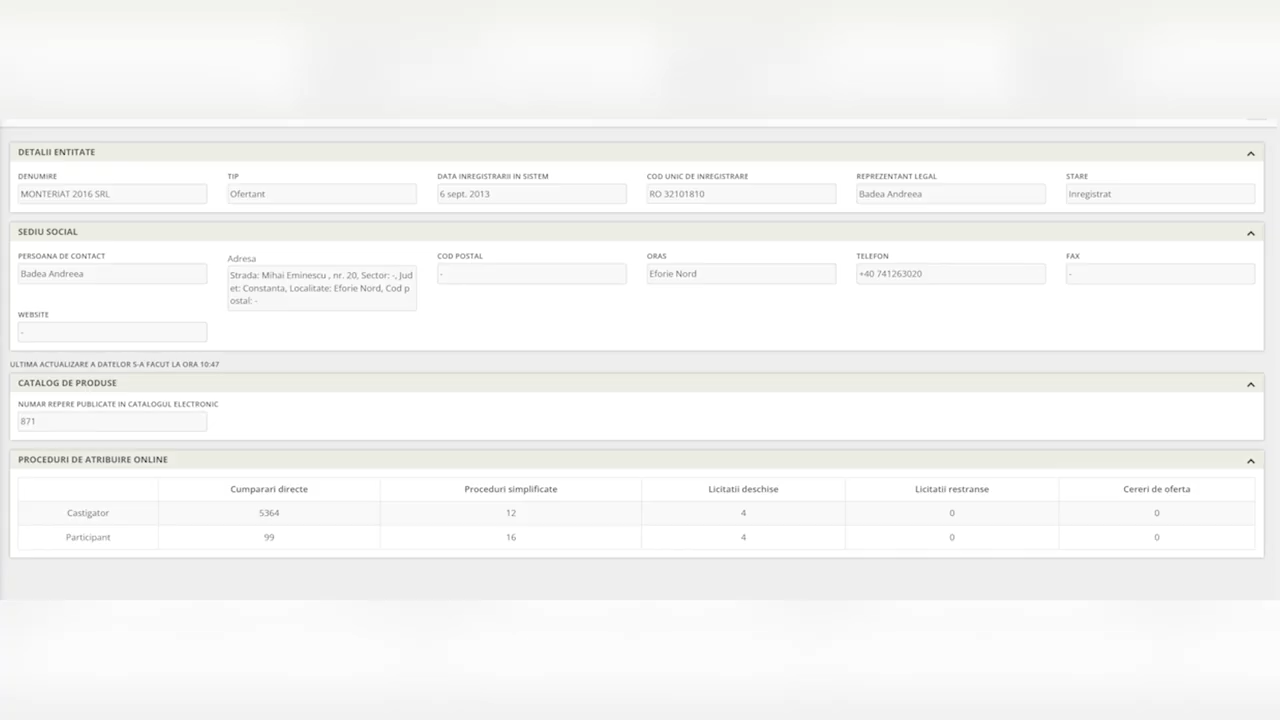 DETALII ENTITATE
DENUMIRE TIP DATA INREGISTRARII IN SISTEM COD UNIC DE INREGISTRARE REPREZENTANT LEGAL STARE
MONTERIAT 2016 SRL Ofertant 6 sept. 2013 RO 32101810 Badea Andreea Inregistrat
SEDIU SOCIAL
PERSOANA DE CONTACT Adresa COD POSTAL ORAS TELEFON FAX
Badea Andreea Strada: Mihai Eminescu , nr. 20, Sector: -, Jud - Eforie Nord +40 741263020 -
et: Constanta, Localitate: Eforie Nord, Cod p
ostal: -
WEBSITE
-
ULTIMA ACTUALIZARE A DATELOR S-A FACUT LA ORA 10:47
CATALOG DE PRODUSE
NUMAR REPERE PUBLICATE IN CATALOGUL ELECTRONIC
871
PROCEDURI DE ATRIBUIRE ONLINE
Cumparari directe Proceduri simplificate Licitatii deschise Licitatii restranse Cereri de oferta
Castigator 5364 12 4 0 0
Participant 99 16 4 0 0